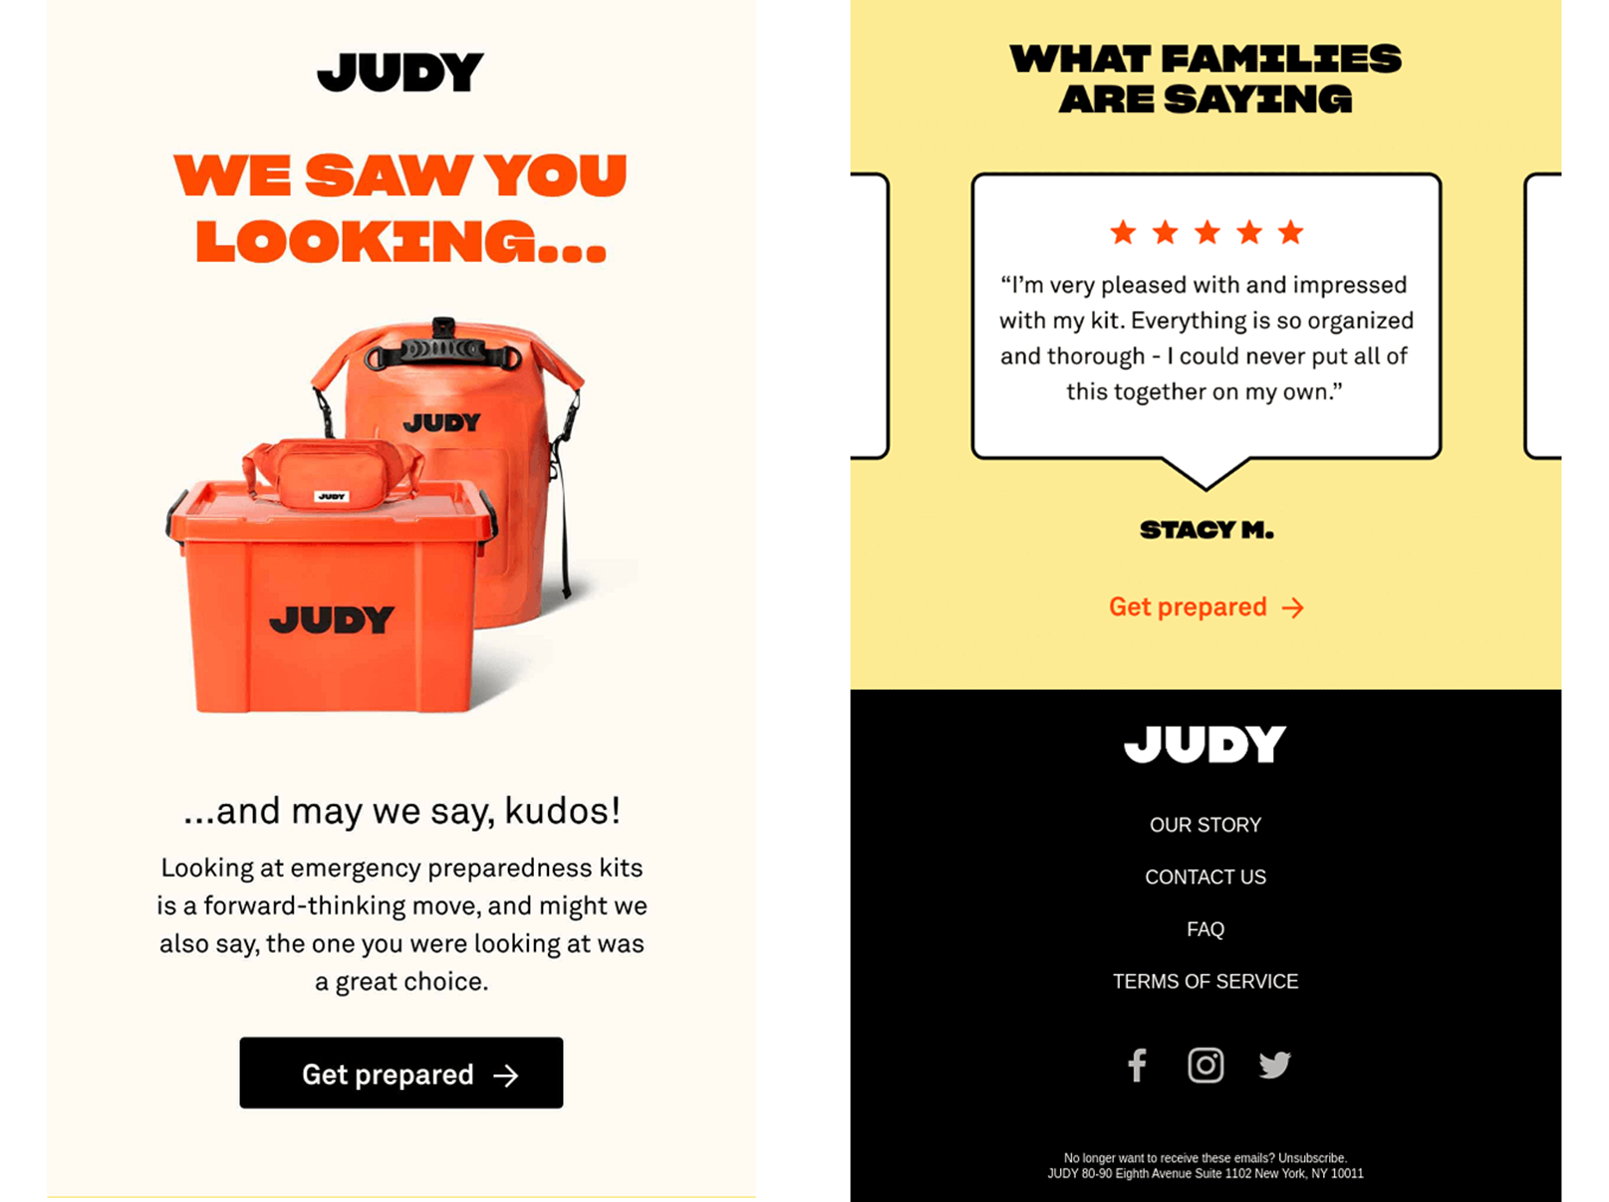 JUDY
WE SAW YOU
LOOKING...
JUDY
JUDY
JUDY
...and may we say, kudos!
Looking at emergency preparedness kits
is a forward-thinking move, and might we
also say, the one you were looking at was
a great choice.
Get prepared →
WHAT FAMILIES
ARE SAYING
“I’m very pleased with and impressed
with my kit. Everything is so organized
and thorough - I could never put all of
this together on my own.”
STACY M.
Get prepared →
JUDY
OUR STORY
CONTACT US
FAQ
TERMS OF SERVICE
No longer want to receive these emails? Unsubscribe.
JUDY 80-90 Eighth Avenue Suite 1102 New York, NY 10011